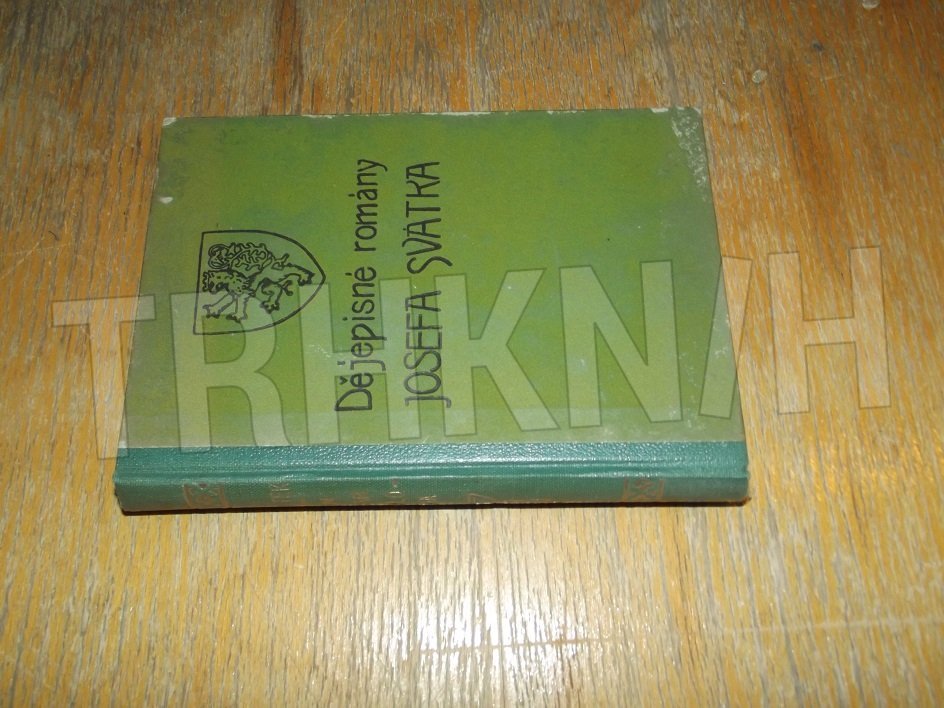 Dějepisné romány
JOSEFA SVÁTKA
TRHKNIH